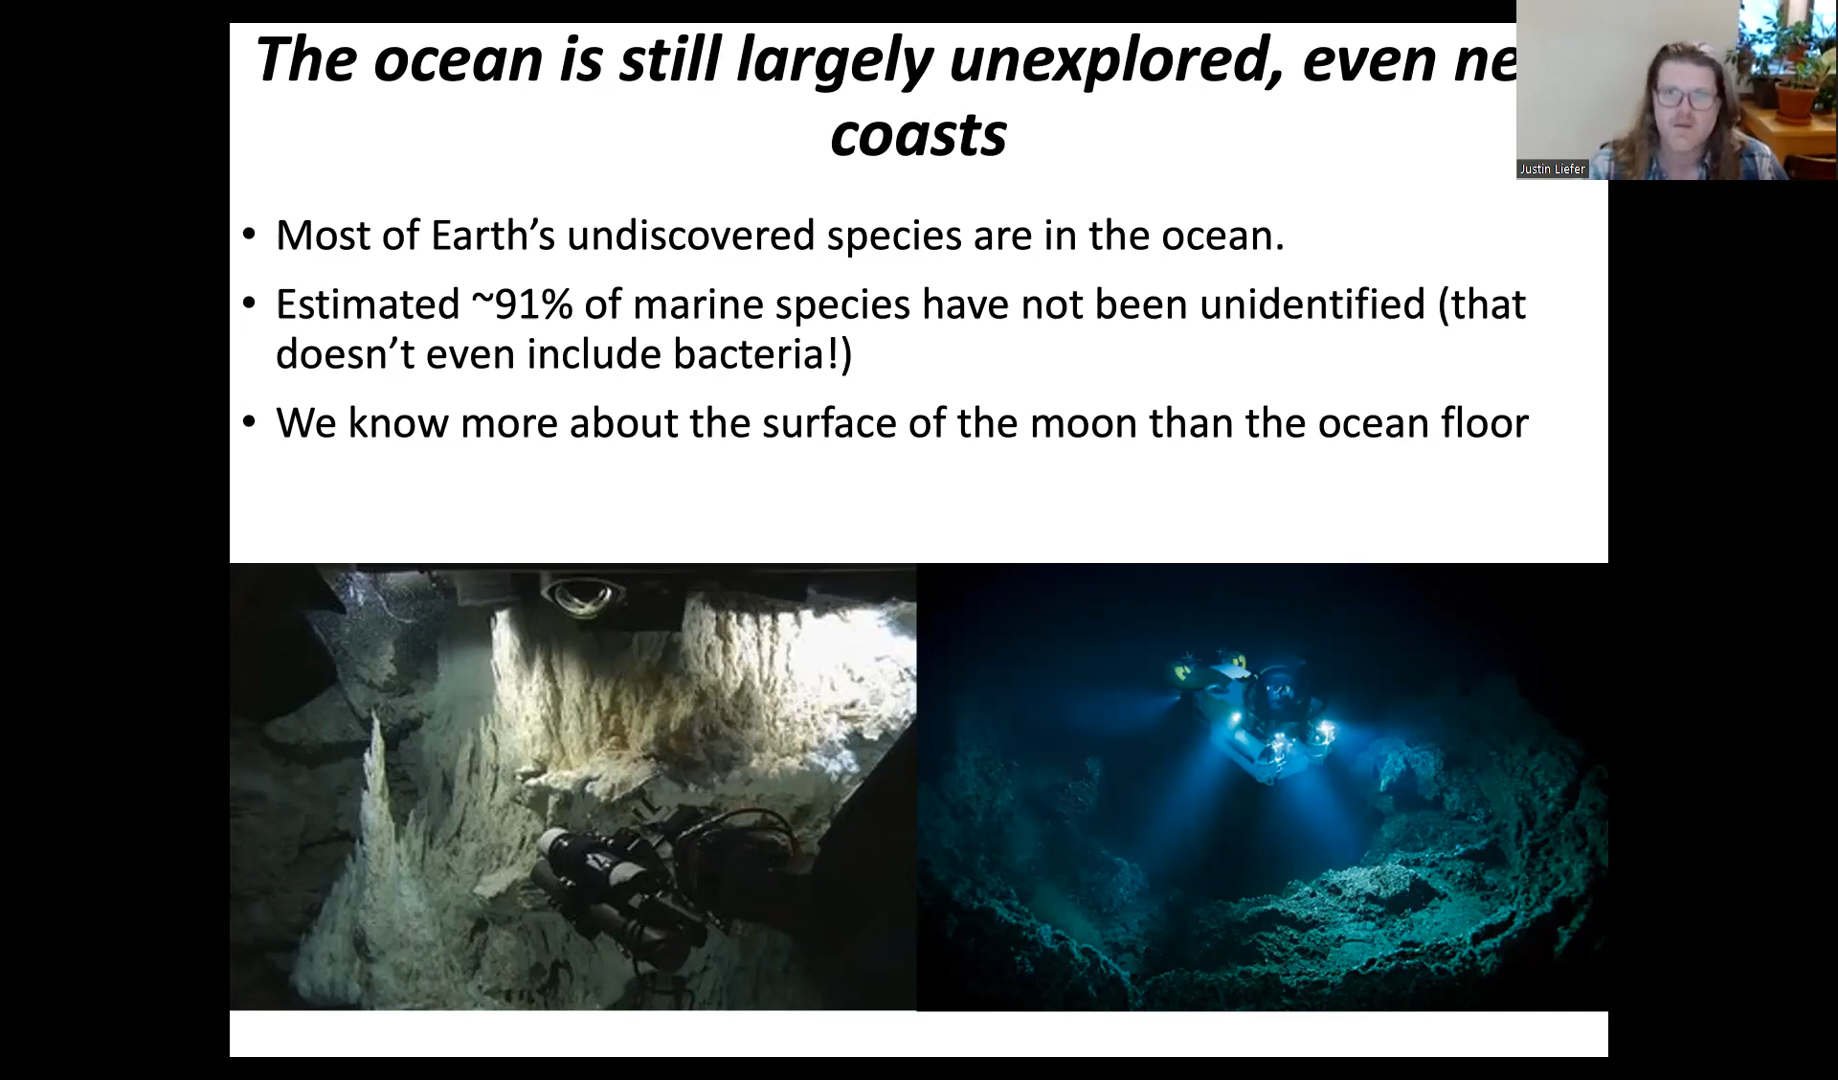 The ocean is still largely unexplored, even ne
coasts
Justin Liefer
• Most of Earth’s undiscovered species are in the ocean.
• Estimated ~91% of marine species have not been unidentified (that
doesn’t even include bacteria!)
• We know more about the surface of the moon than the ocean floor